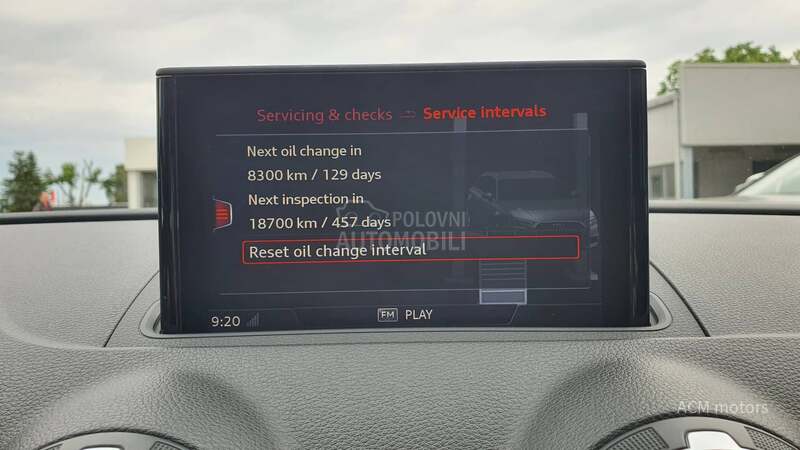 Servicing & checks Service intervals
Next oil change in
8300 km / 129 days
Next inspection in
18700 km / 457 days
POLOVNI
AUTOMOBILI
Reset oil change interval
9:20 FM PLAY
ACM motors